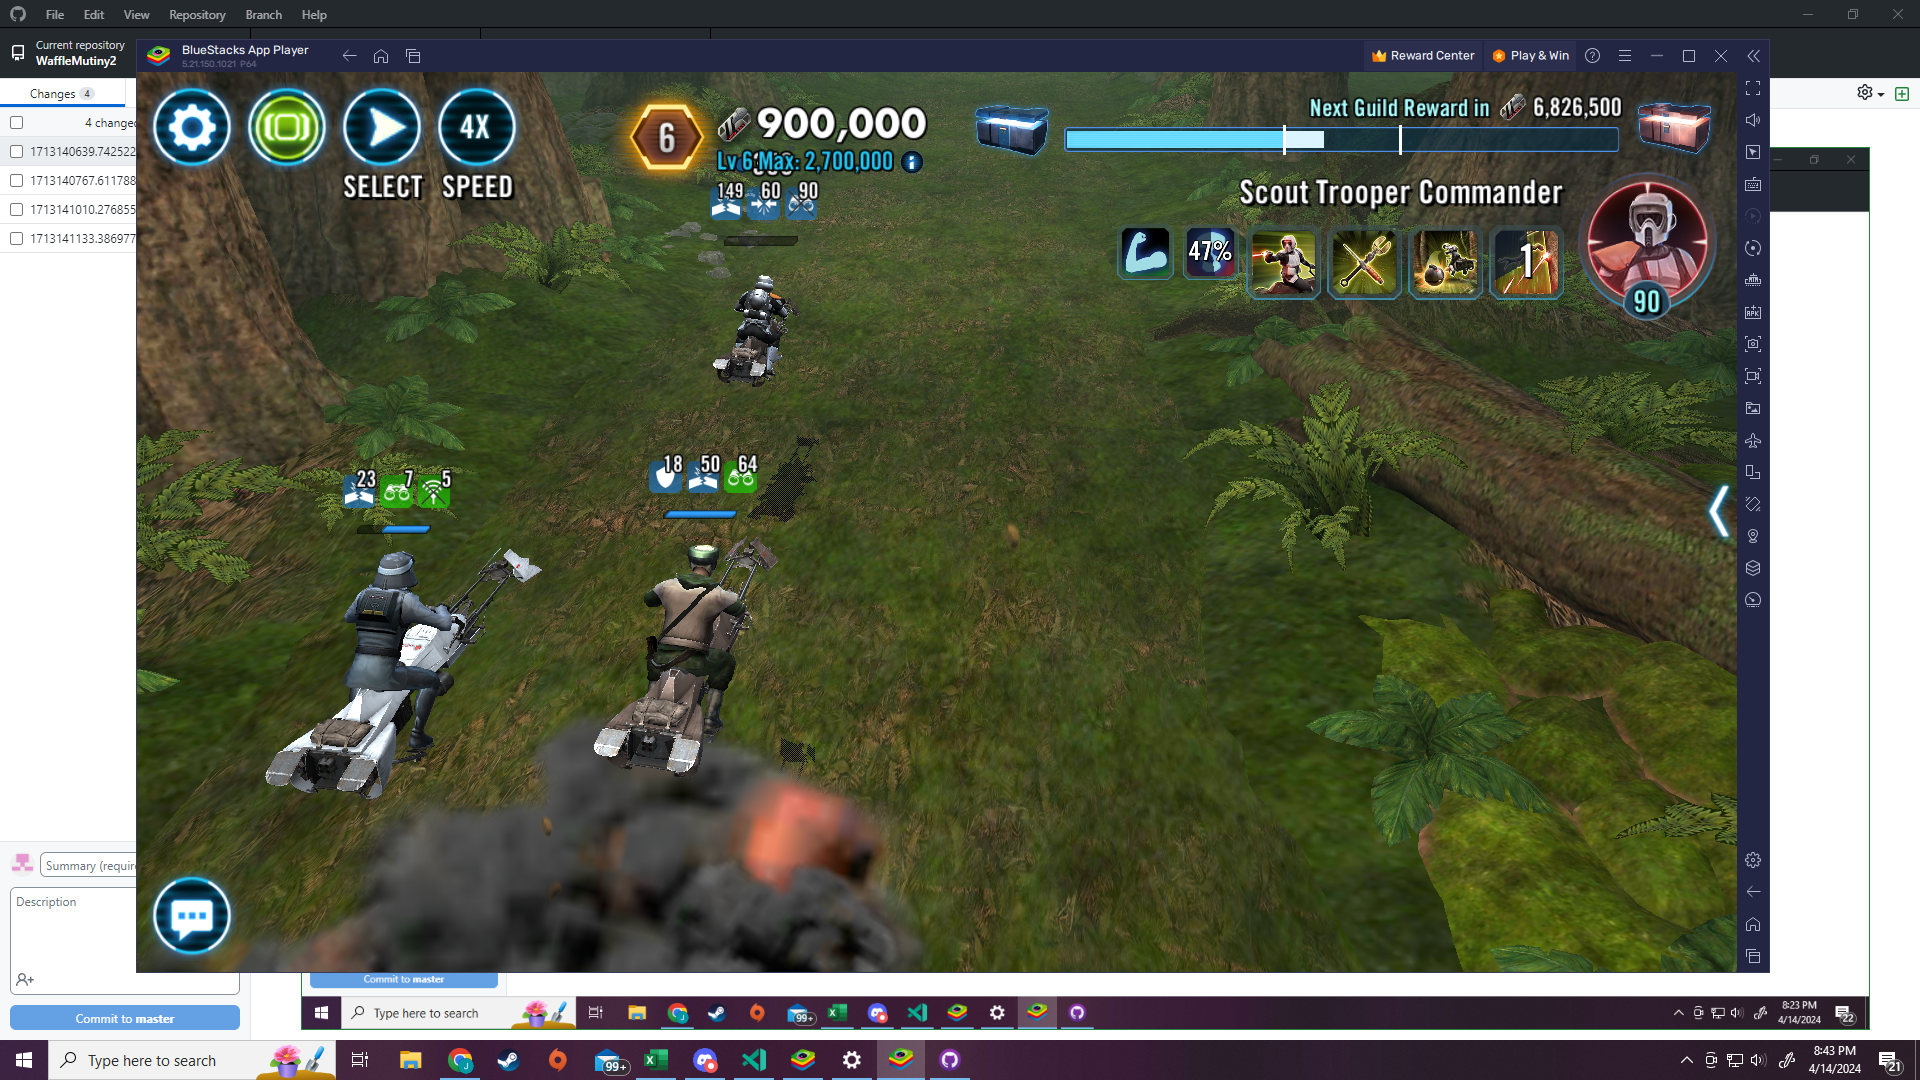 File Edit View Repository Branch Help
Current repository
WaffleMutiny2
BlueStacks App Player
5.21.150.1021 P64
Reward Center
Play & Win
Changes 4
4 changed
1713140639.742522
1713140767.611788
1713141010.276855
1713141133.386977
4X
SELECT SPEED
6
900,000
Lv 6 Max: 2,700,000
149 60 90
Next Guild Reward in 6,826,500
Scout Trooper Commander
47%
1
90
23 7 5
18 50 64
Summary (require
Description
Commit to master
Commit to master
Type here to search
99+
8:23 PM
4/14/2024
22
Type here to search
99+
8:43 PM
4/14/2024
21